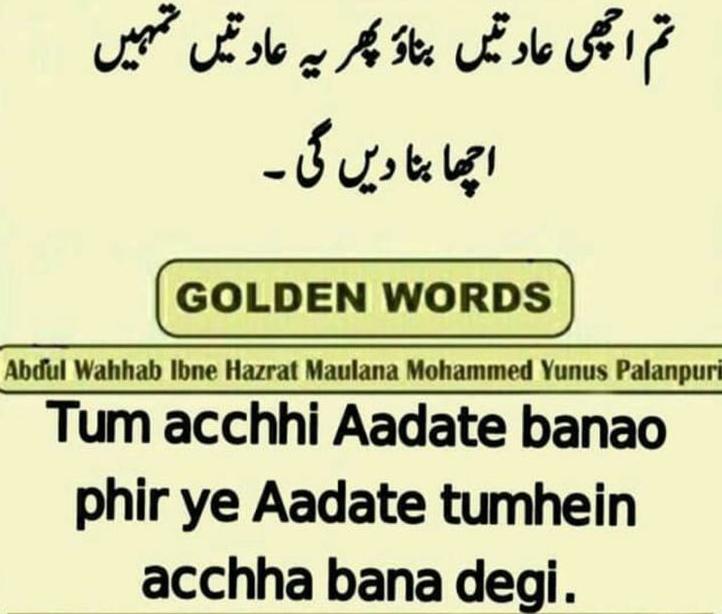 تم اچھی عادتیں بناؤ پھر یہ عادتیں تمہیں
اچھا بنا دیں گی ۔
GOLDEN WORDS
Abdul Wahhab Ibne Hazrat Maulana Mohammed Yunus Palanpuri
Tum acchhi Aadate banao
phir ye Aadate tumhein
acchha bana degi.